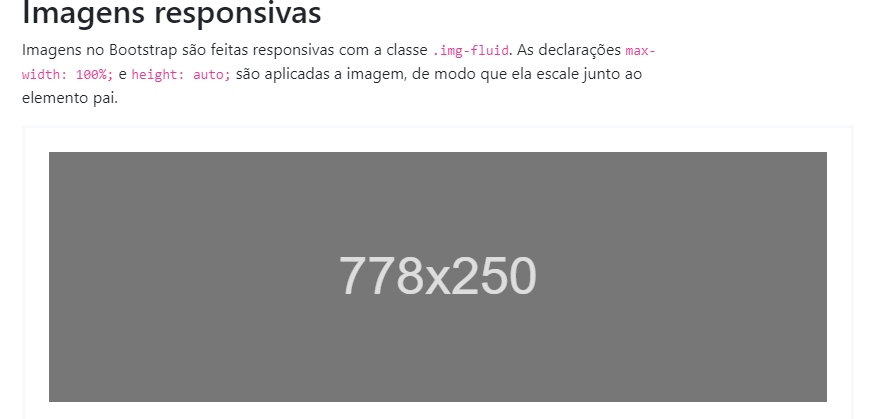 Imagens responsivas
Imagens no Bootstrap são feitas responsivas com a classe .img-fluid. As declarações max-
width: 100%; e height: auto; são aplicadas a imagem, de modo que ela escale junto ao
elemento pai.
778x250